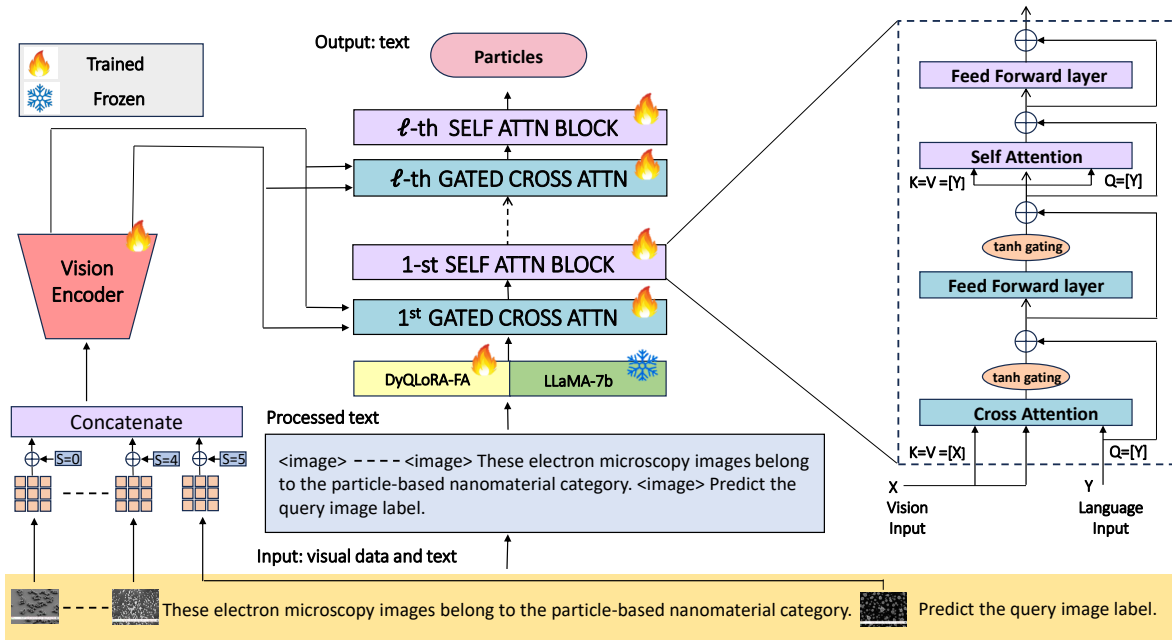 Trained
Frozen
Output: text
Particles
ℓ-th SELF ATTN BLOCK
ℓ-th GATED CROSS ATTN
1-st SELF ATTN BLOCK
1st GATED CROSS ATTN
DyQLoRA-FA
LLaMA-7b
Vision
Encoder
Concatenate
S=0
S=4
S=5
Processed text
<image> ---- <image> These electron microscopy images belong
to the particle-based nanomaterial category. <image> Predict the
query image label.
Input: visual data and text
These electron microscopy images belong to the particle-based nanomaterial category.
Predict the query image label.
Feed Forward layer
Self Attention
K=V =[Y]
Q=[Y]
tanh gating
Feed Forward layer
tanh gating
Cross Attention
K=V=[X]
Q=[Y]
X
Vision
Input
Y
Language
Input